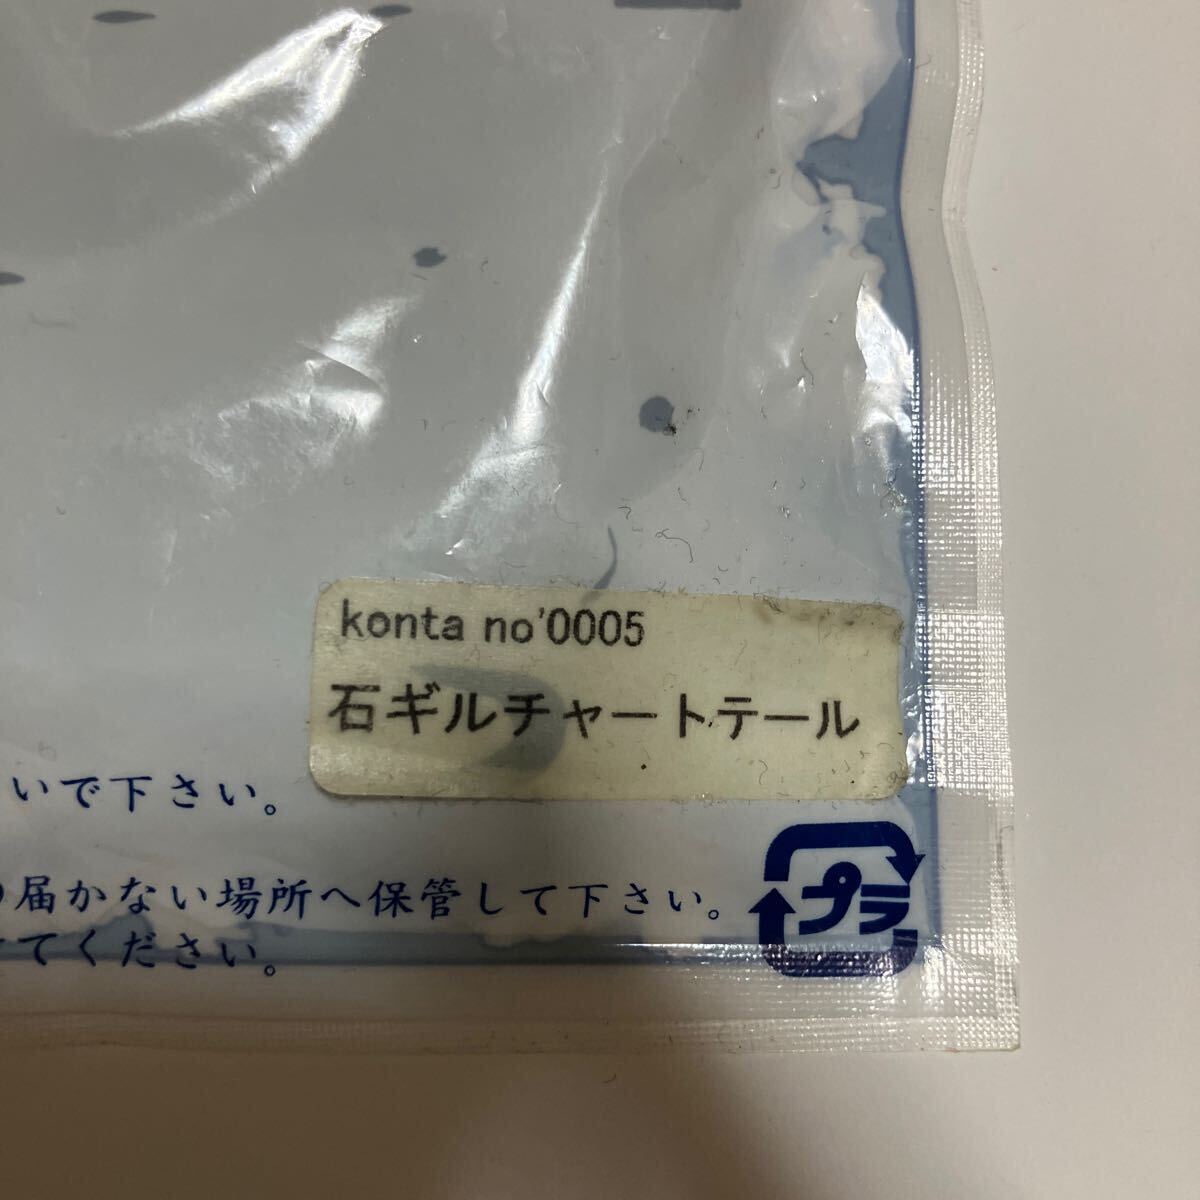 konta no'0005
石ギルチャートテール
いで下さい。
届かない場所へ保管して下さい。
てください。
プラ